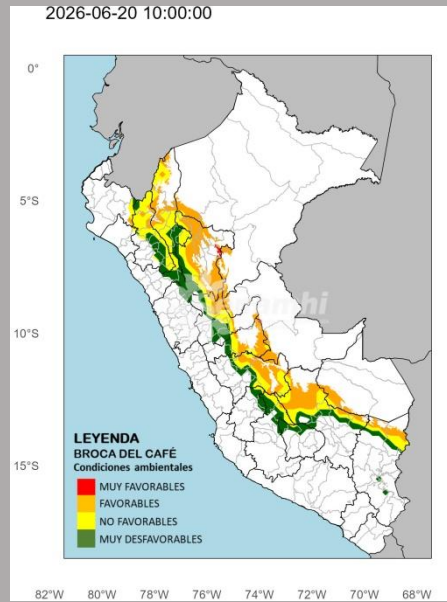 2026-06-20 10:00:00
0°
5°S
10°S
15°S
senamhi
LEYENDA
BROCA DEL CAFÉ
Condiciones ambientales
MUY FAVORABLES
FAVORABLES
NO FAVORABLES
MUY DESFAVORABLES
82°W 80°W 78°W 76°W 74°W 72°W 70°W 68°W